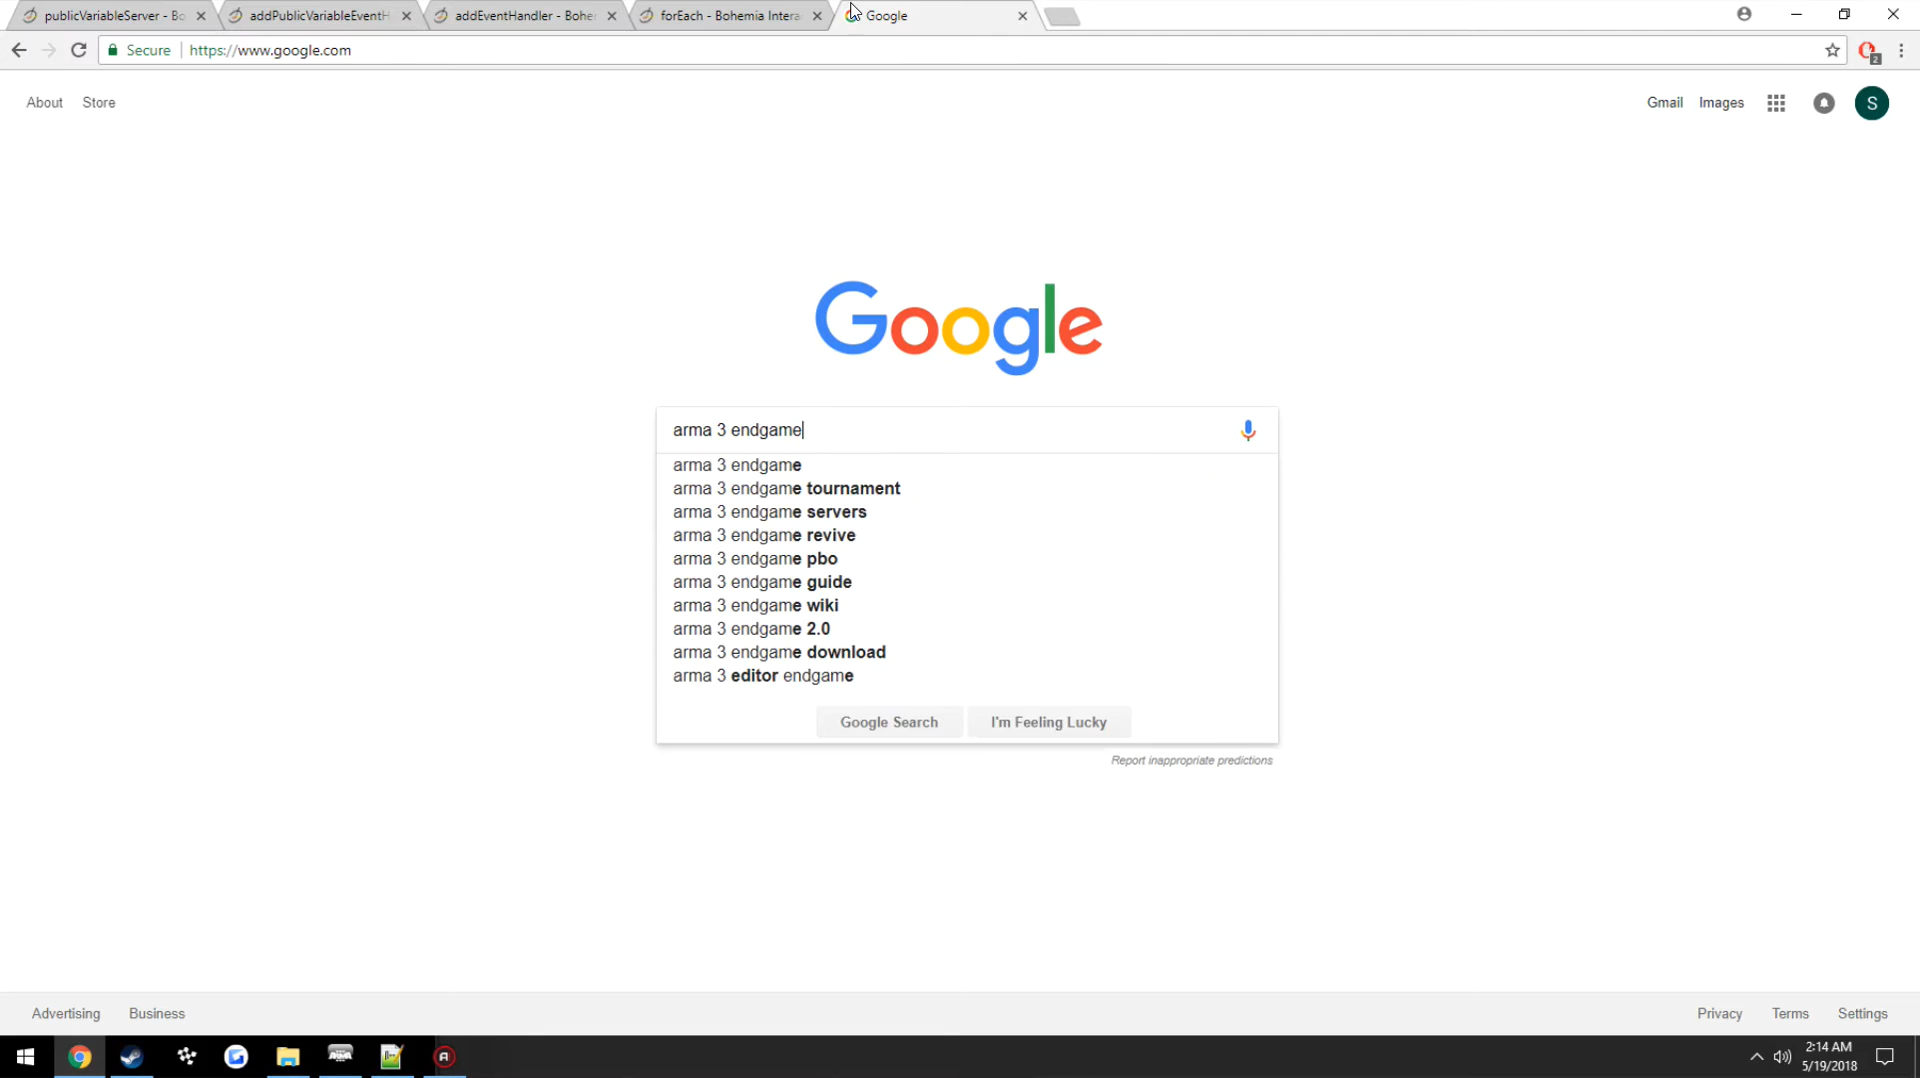 publicVariableServer - Bo
addPublicVariableEventH
addEventHandler - Bohe
forEach - Bohemia Intera
Google
Secure
https://www.google.com
2
About
Store
Gmail
Images
S
Google
arma 3 endgame
arma 3 endgame
arma 3 endgame tournament
arma 3 endgame servers
arma 3 endgame revive
arma 3 endgame pbo
arma 3 endgame guide
arma 3 endgame wiki
arma 3 endgame 2.0
arma 3 endgame download
arma 3 editor endgame
Google Search
I'm Feeling Lucky
Report inappropriate predictions
Advertising
Business
Privacy
Terms
Settings
2:14 AM
5/19/2018